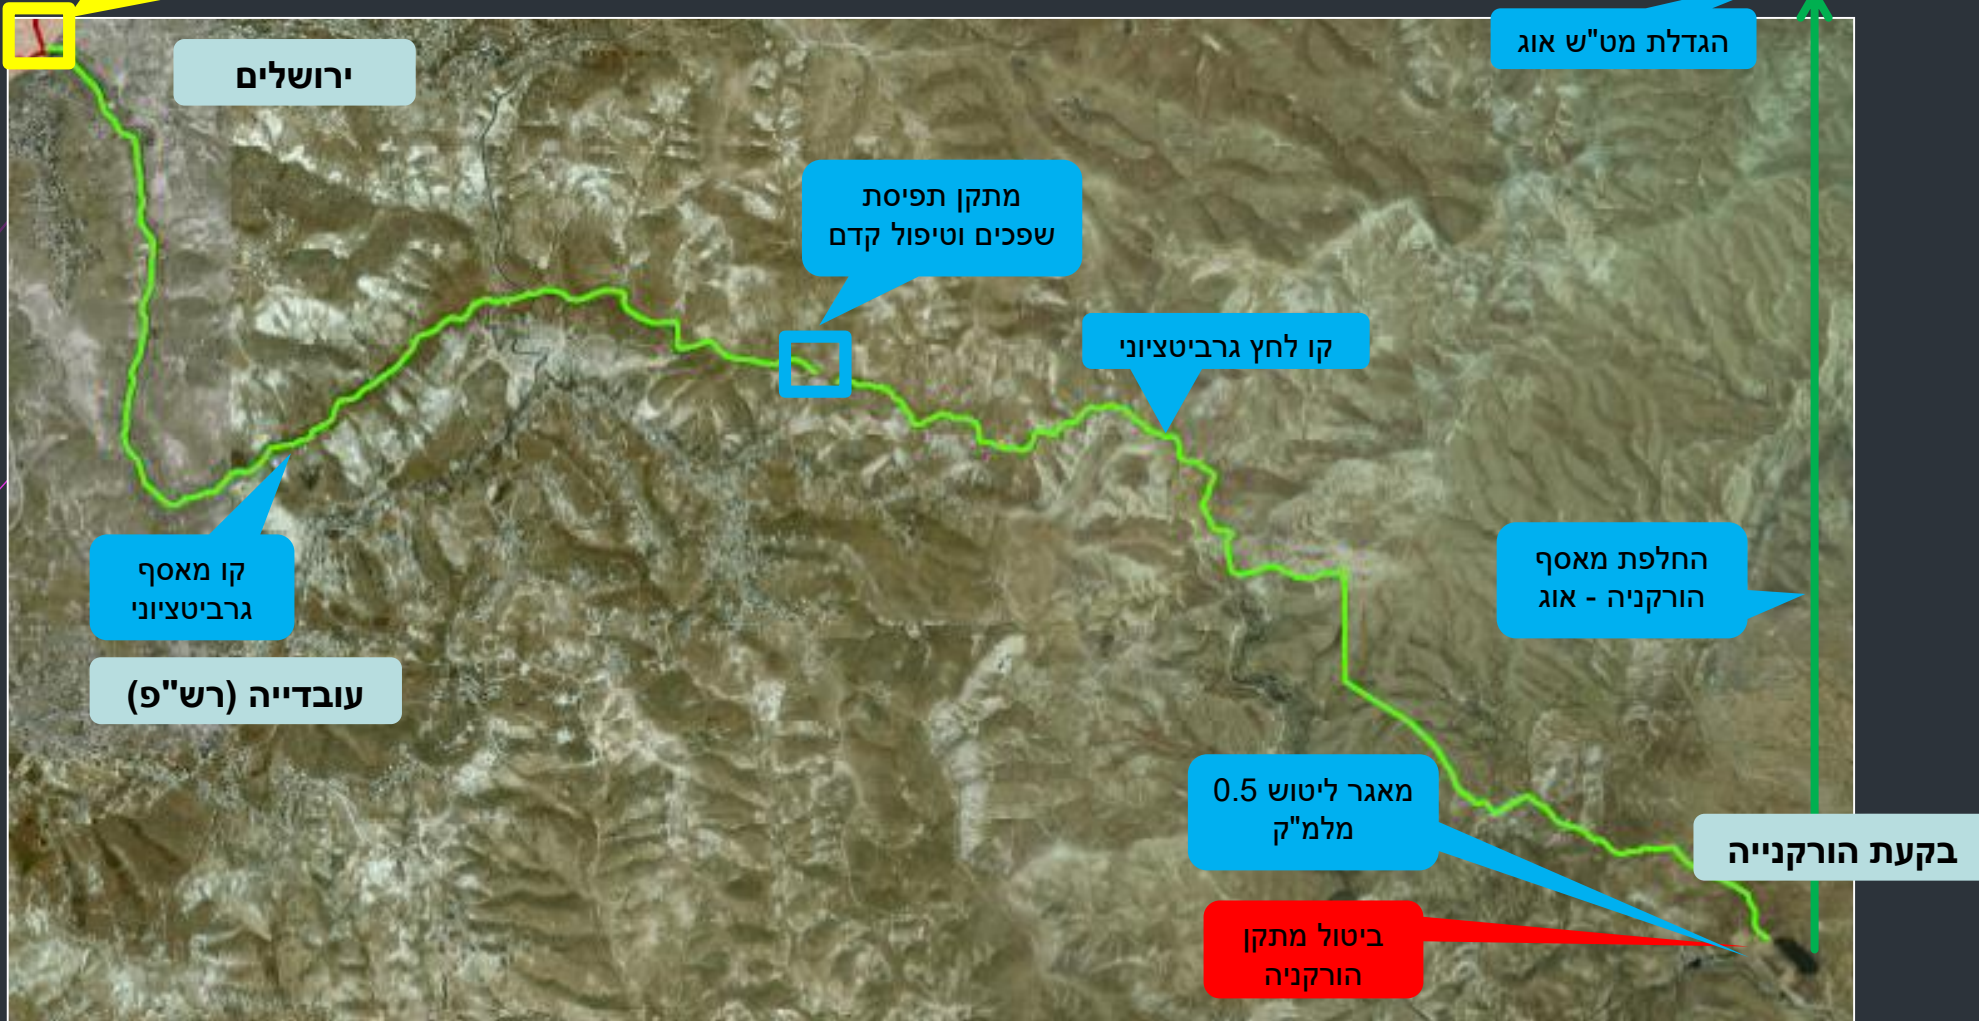 הגדלת מט"ש אוג
ירושלים
מתקן תפיסת
שפכים וטיפול קדם
קו לחץ גרביטציוני
קו מאסף
גרביטציוני
החלפת מאסף
הורקניה - אוג
עובדייה (רש"פ)
מאגר ליטוש 0.5
מלמ"ק
בקעת הורקנייה
ביטול מתקן
הורקניה